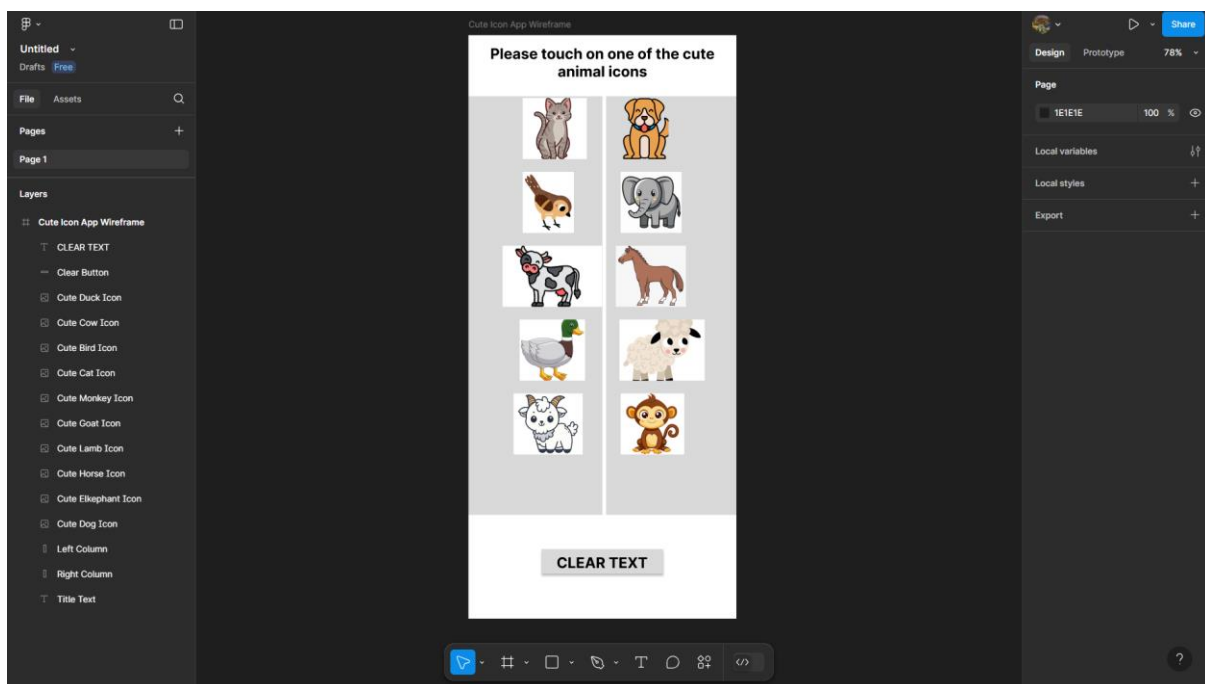 Untitled
Drafts Free
File Assets
Pages
Page 1
Layers
Cute Icon App Wireframe
CLEAR TEXT
Clear Button
Cute Duck Icon
Cute Cow Icon
Cute Bird Icon
Cute Cat Icon
Cute Monkey Icon
Cute Goat Icon
Cute Lamb Icon
Cute Horse Icon
Cute Elkephant Icon
Cute Dog Icon
Left Column
Right Column
Title Text
Cute Icon App Wireframe
Please touch on one of the cute
animal icons
CLEAR TEXT
Share
Design Prototype 78%
Page
1E1E1E 100 %
Local variables
Local styles
Export